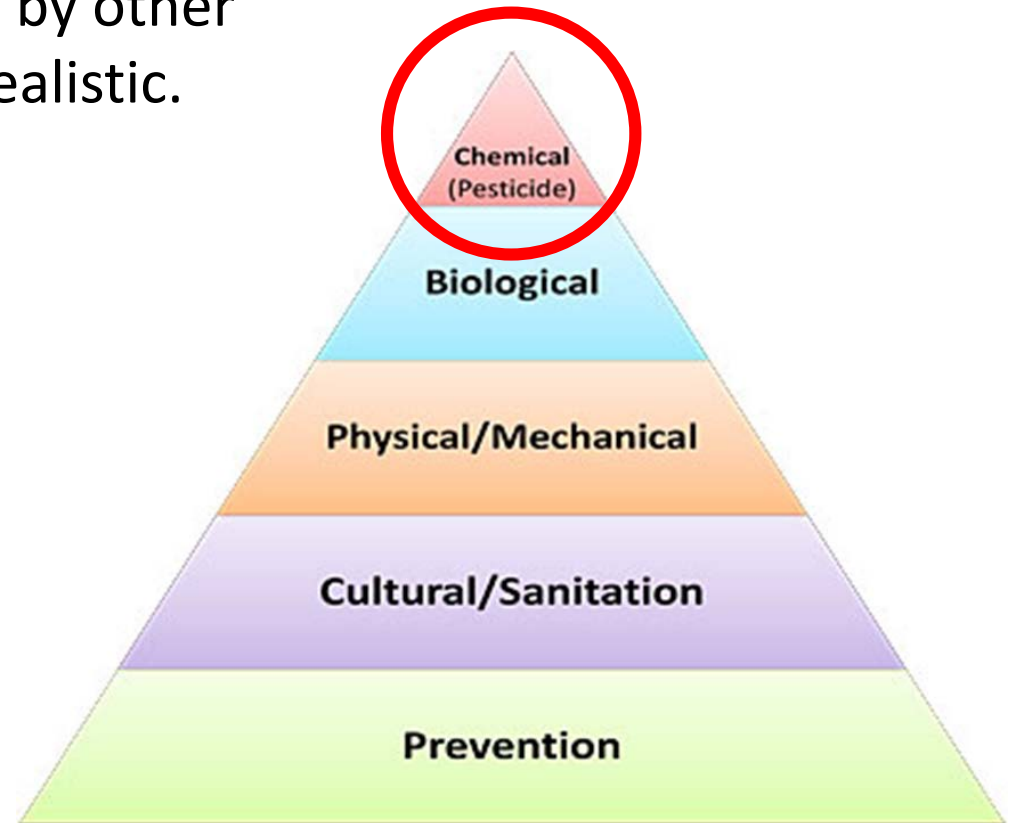 by other
ealistic.
Chemical
(Pesticide)
Biological
Physical/Mechanical
Cultural/Sanitation
Prevention